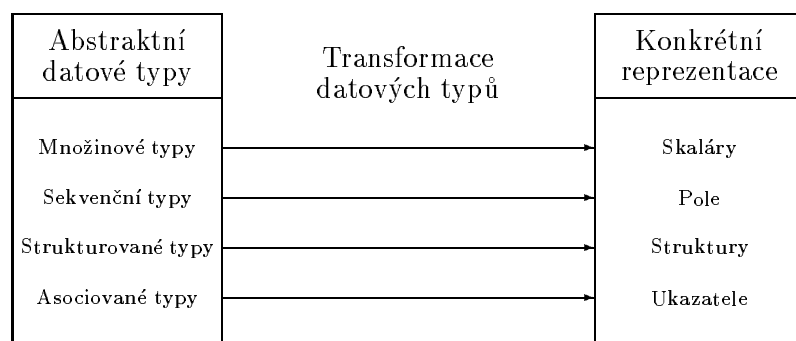 Abstraktní
datové typy
Transformace
datových typů
Konkrétní
reprezentace
Množinové typy
Skaláry
Sekvenční typy
Pole
Strukturované typy
Struktury
Asociované typy
Ukazatele